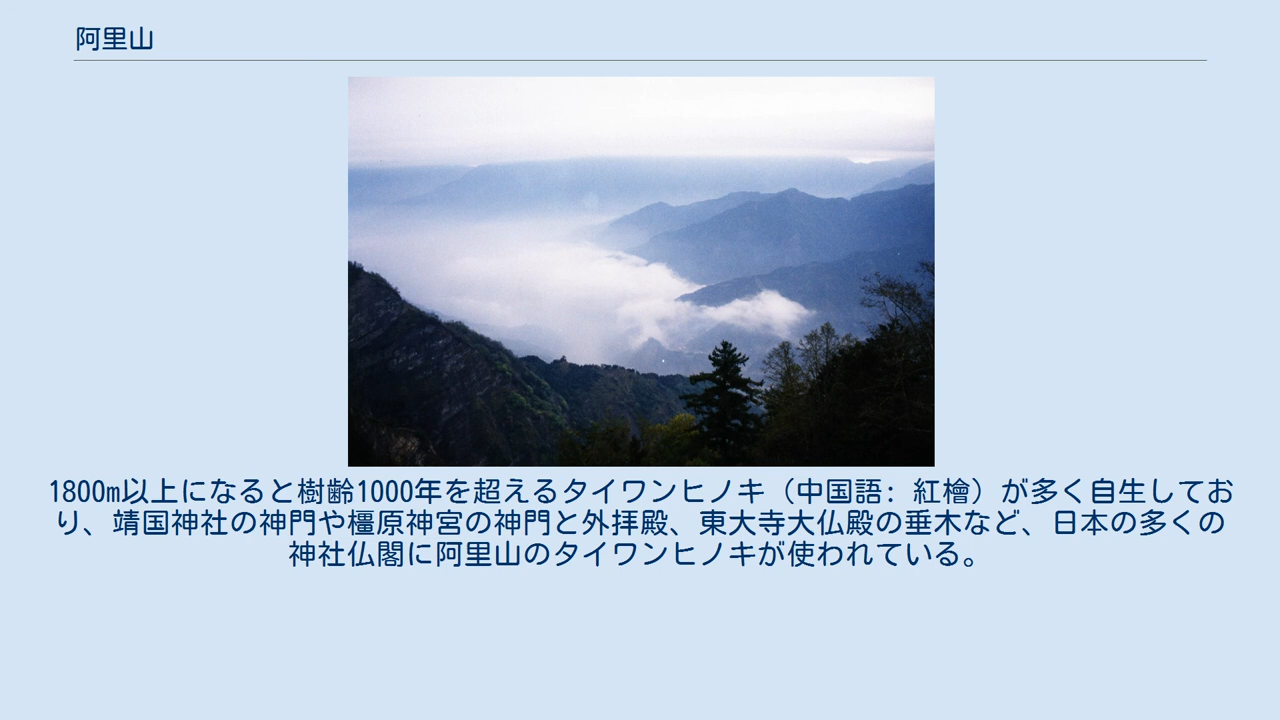 阿里山
1800m以上になると樹齢1000年を超えるタイワンヒノキ（中国語: 紅檜）が多く自生してお
り、靖国神社の神門や橿原神宮の神門と外拝殿、東大寺大仏殿の垂木など、日本の多くの
神社仏閣に阿里山のタイワンヒノキが使われている。